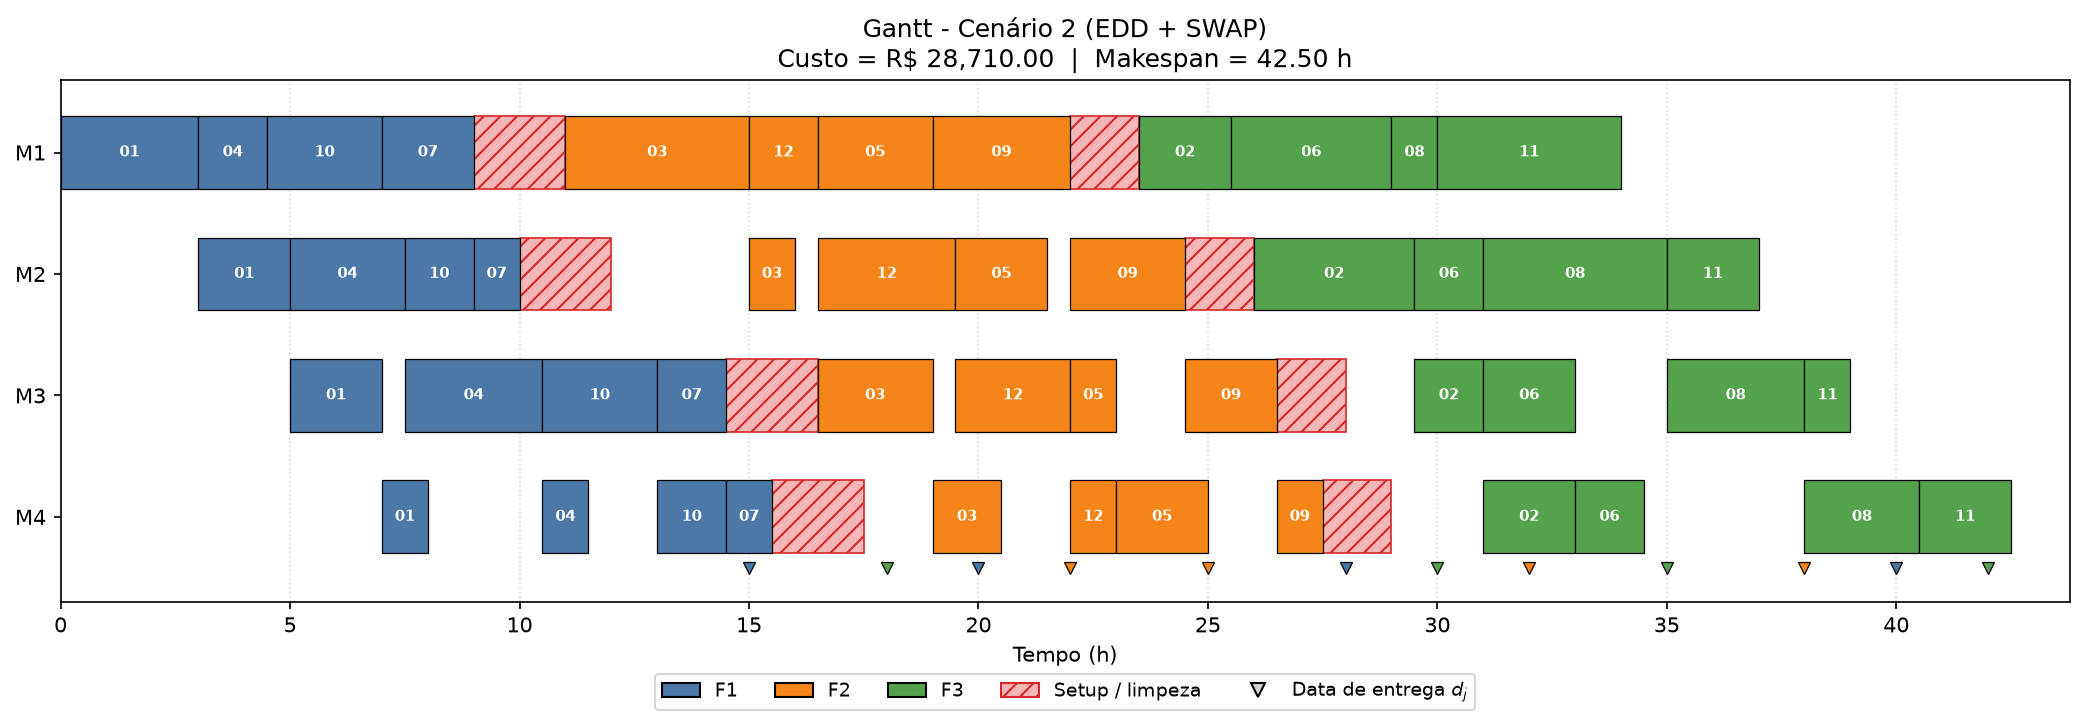 Gantt - Cenário 2 (EDD + SWAP)
Custo = R$ 28,710.00 | Makespan = 42.50 h
M1
01 04 10 07 03 12 05 09 02 06 08 11
M2
01 04 10 07 03 12 05 09 02 06 08 11
M3
01 04 10 07 03 12 05 09 02 06 08 11
M4
01 04 10 07 03 12 05 09 02 06 08 11
0 5 10 15 20 25 30 35 40
Tempo (h)
F1 F2 F3 Setup / limpeza Data de entrega dj